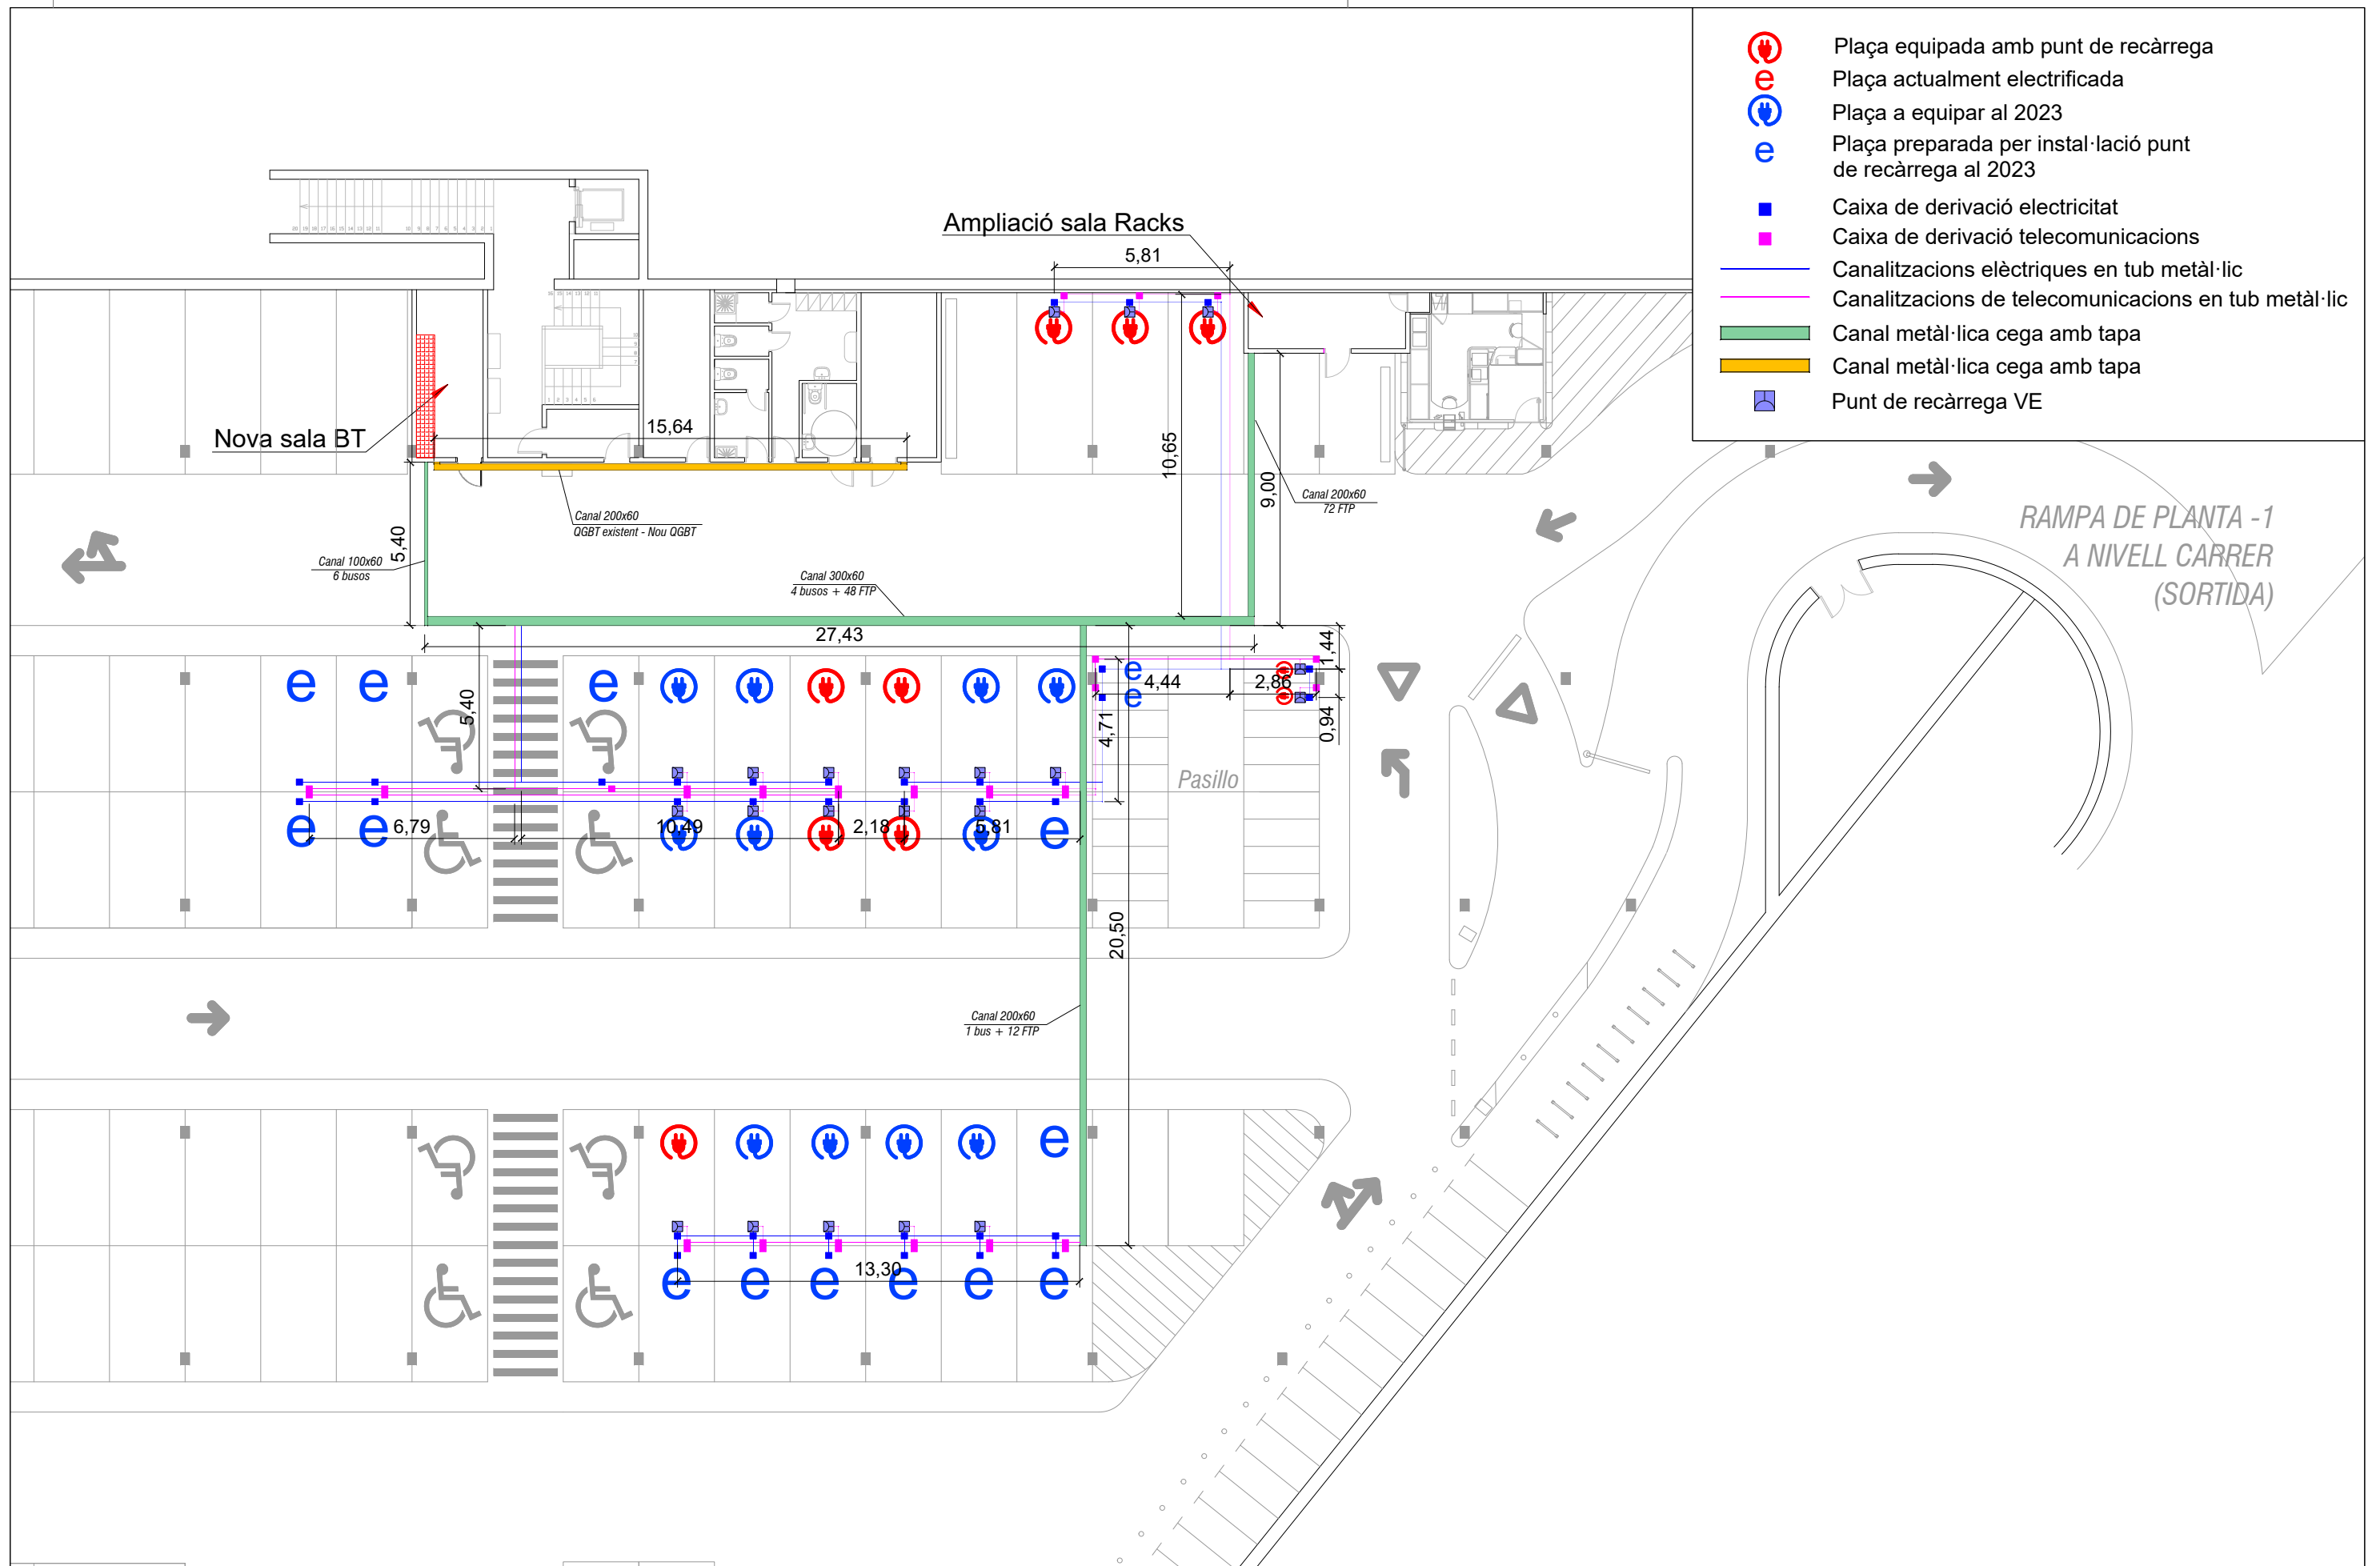 Plaça equipada amb punt de recàrrega
e Plaça actualment electrificada
Plaça a equipar al 2023
e Plaça preparada per instal·lació punt
de recàrrega al 2023
Caixa de derivació electricitat
Caixa de derivació telecomunicacions
Canalitzacions elèctriques en tub metàl·lic
Canalitzacions de telecomunicacions en tub metàl·lic
Canal metàl·lica cega amb tapa
Canal metàl·lica cega amb tapa
Punt de recàrrega VE
Ampliació sala Racks
5,81
Nova sala BT
15,64
10,65
9,00
Canal 200x60
72 FTP
Canal 200x60
QGBT existent - Nou QGBT
5,40
Canal 100x60
6 busos
Canal 300x60
4 busos + 48 FTP
RAMPA DE PLANTA -1
A NIVELL CARRER
(SORTIDA)
27,43
1,44
e e e e e
4,44 2,86
e e
5,40
4,71
0,94
Pasillo
e e e
6,79 10,49 2,18 5,81
20,50
Canal 200x60
1 bus + 12 FTP
e
13,30
e e e e e e